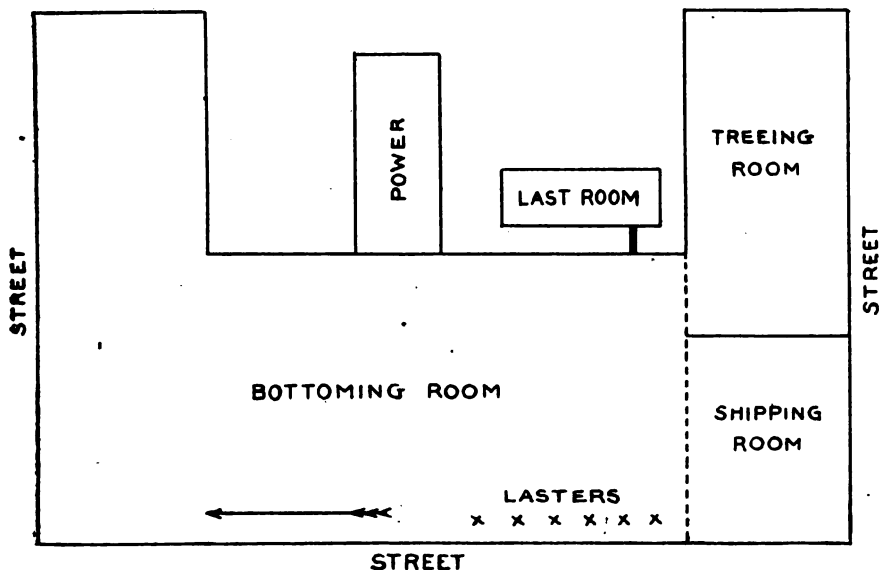 TREEING
ROOM
POWER
LAST ROOM
STREET
STREET
BOTTOMING ROOM
SHIPPING
ROOM
LASTERS
x x x x x x
STREET